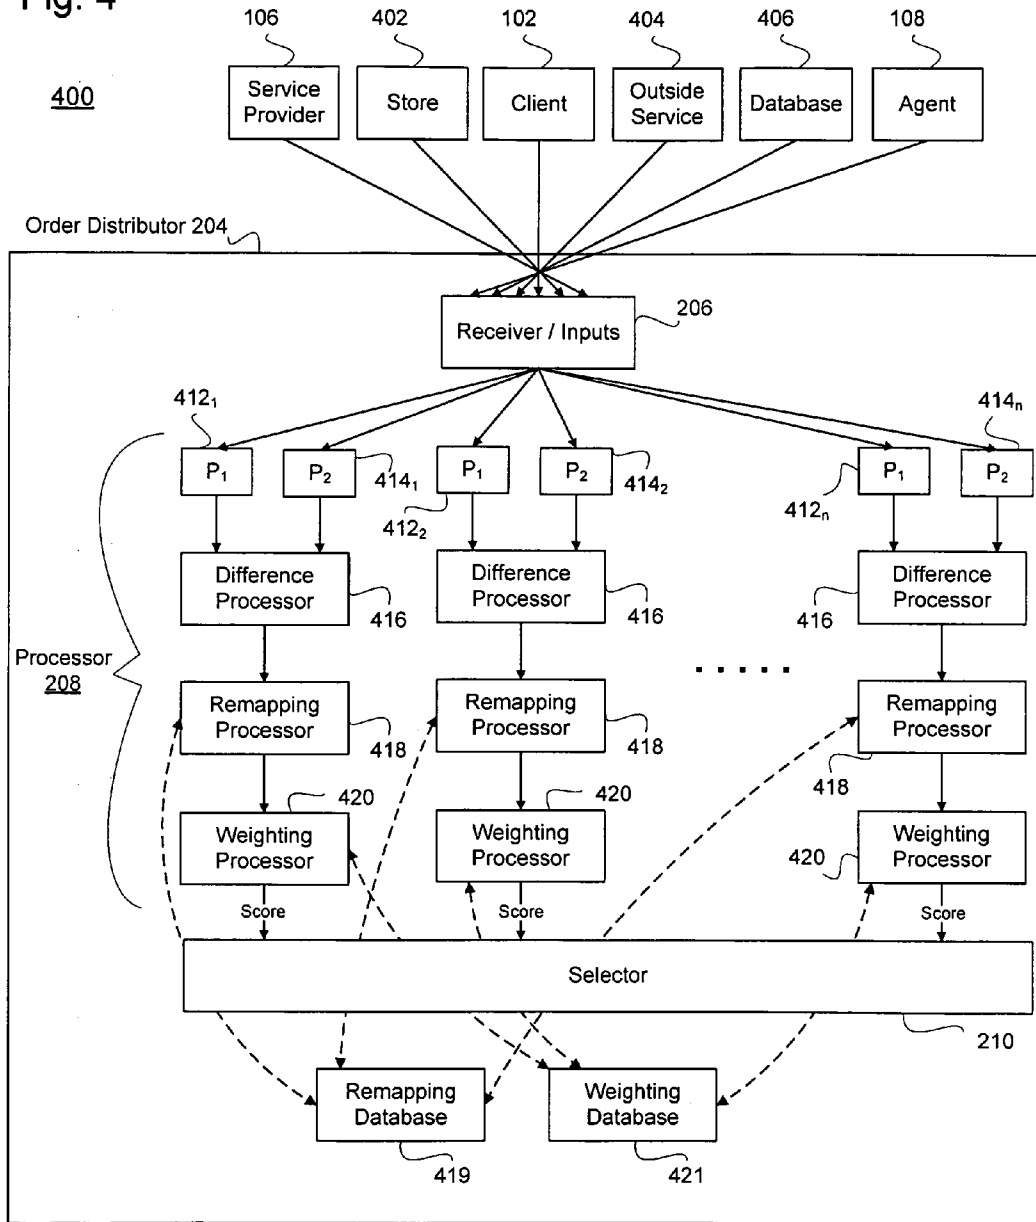 Fig. 4
400
106
402
102
404
406
108
Service
Provider
Store
Client
Outside
Service
Database
Agent
Order Distributor 204
Receiver / Inputs
206
412₁
P₁
P₂
414₁
412₂
P₁
P₂
414₂
412ₙ
P₁
P₂
414ₙ
Difference
Processor
416
Difference
Processor
416
Difference
Processor
416
Processor
208
Remapping
Processor
418
Remapping
Processor
418
Remapping
Processor
418
420
Weighting
Processor
420
Weighting
Processor
420
Weighting
Processor
Score
Score
Score
Selector
210
Remapping
Database
419
Weighting
Database
421